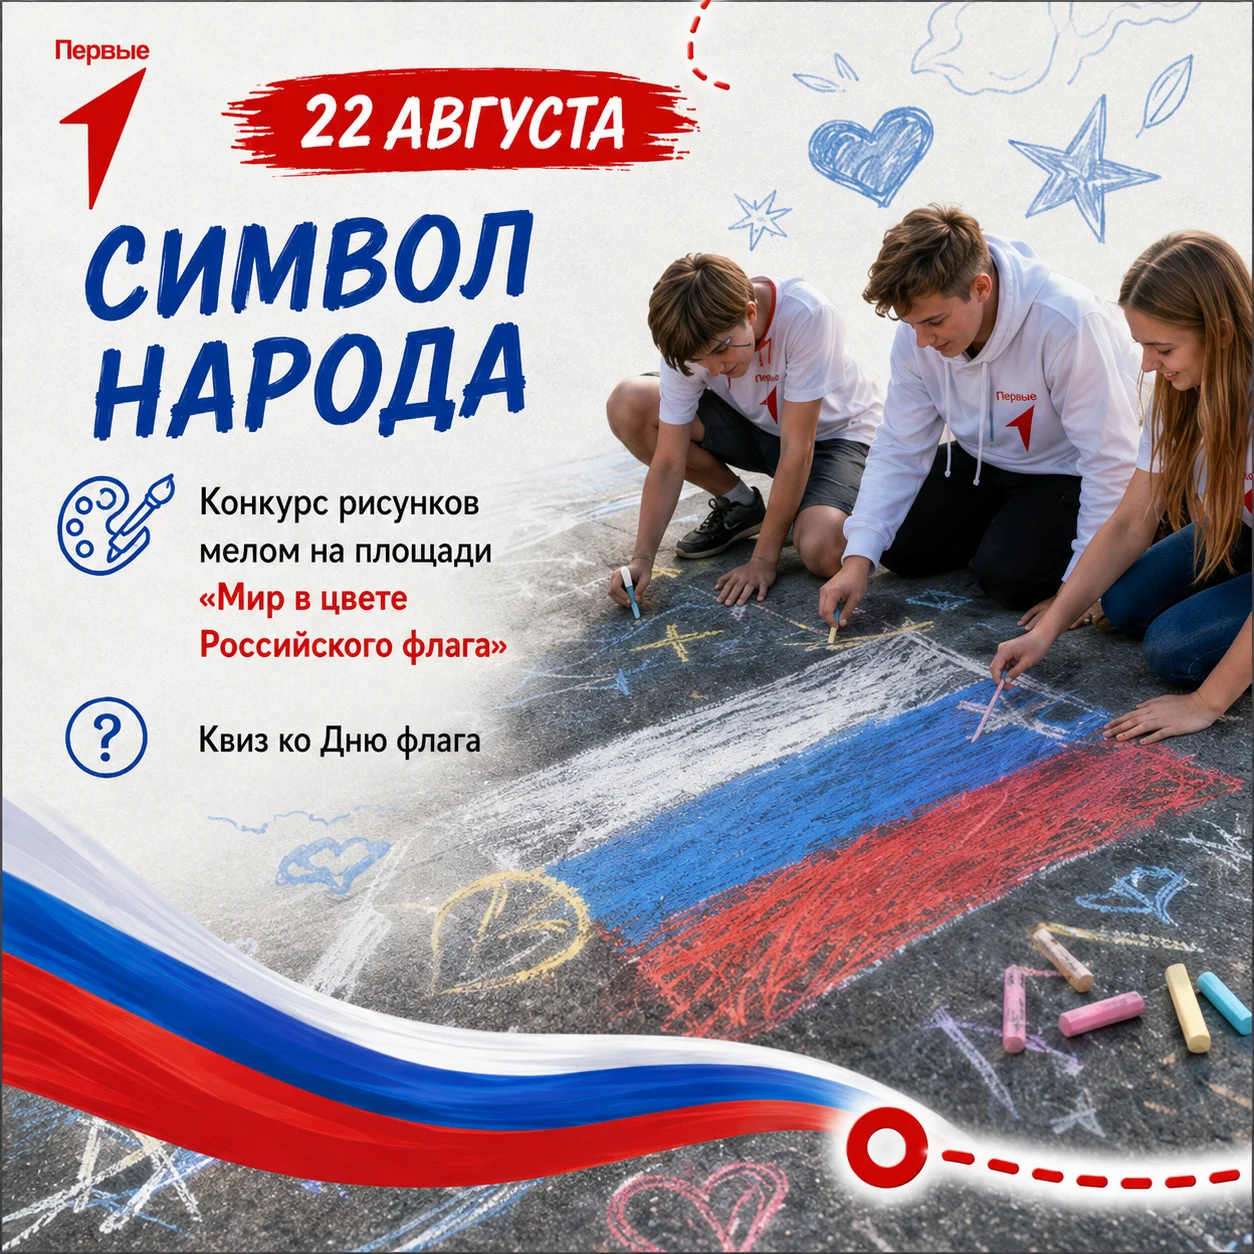 Первые
22 АВГУСТА
СИМВОЛ
НАРОДА
Конкурс рисунков
мелом на площади
«Мир в цвете
Российского флага»
Квиз ко Дню флага
Первые